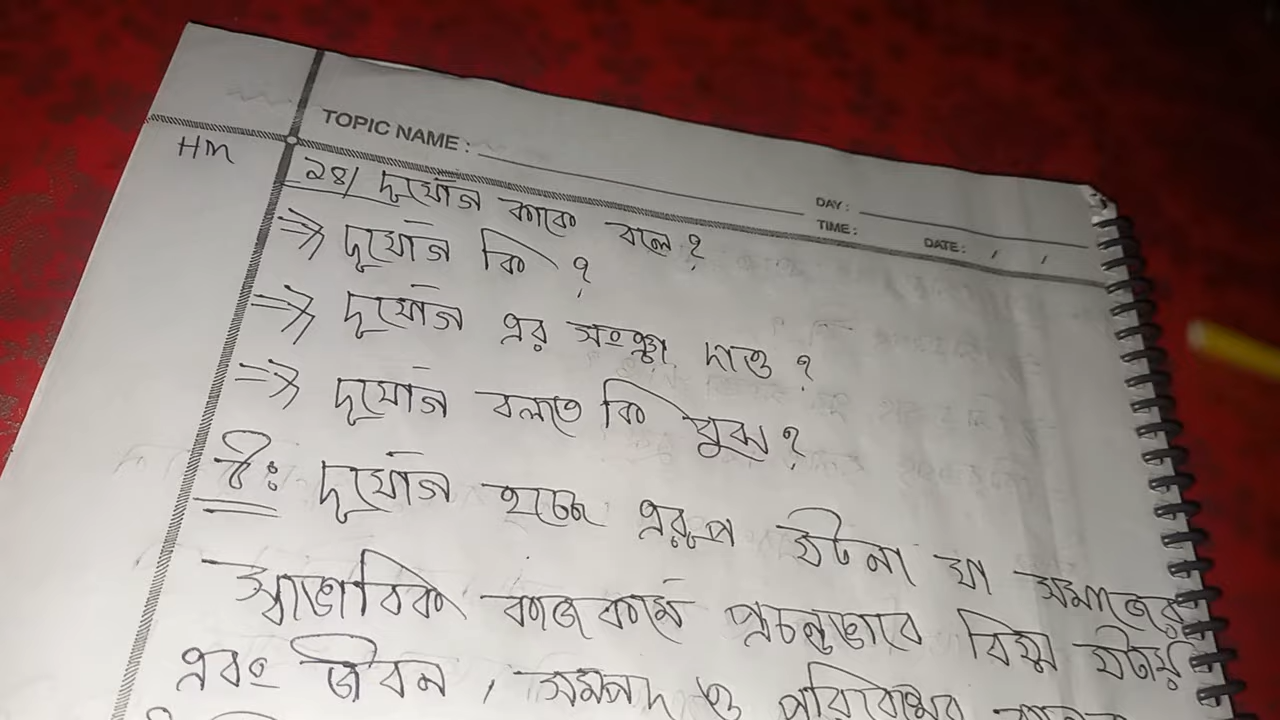 TOPIC NAME :
DAY :
TIME :
DATE : / /
HM
২৪/ দুর্যোগ কাকে বলে ?
⇒ দুর্যোগ কি ?
⇒ দুর্যোগ এর সংজ্ঞা দাও ?
⇒ দুর্যোগ বলতে কি বুঝ ?
উঃ দুর্যোগ হচ্ছে এরূপ ঘটনা যা সমাজের
স্বাভাবিক কাজকর্মে প্রচন্ডভাবে বিঘ্ন ঘটায়
এবং জীবন , সম্পদ ও পরিবেশের